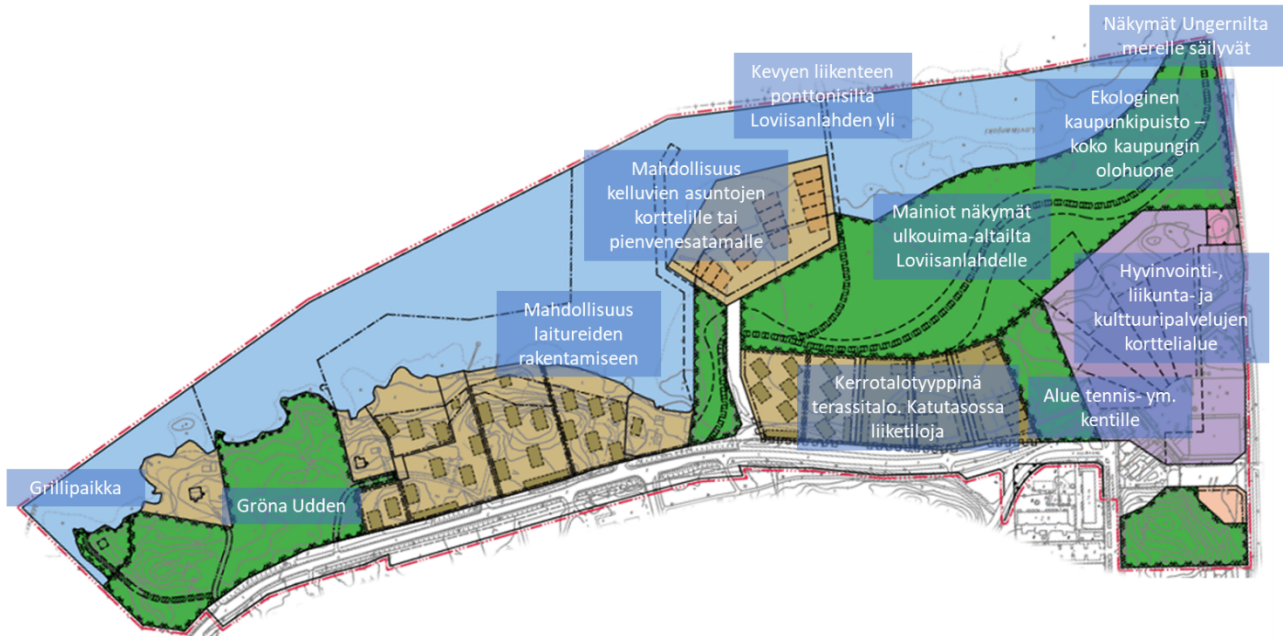 Näkymät Ungernilta
merelle säilyvät
Kevyen liikenteen
ponttonisilta
Loviisanlahden yli
Ekologinen
kaupunkipuisto –
koko kaupungin
olohuone
Mahdollisuus
kelluvien asuntojen
korttelille tai
pienvenesatamalle
Mainiot näkymät
ulkouima-altailta
Loviisanlahdelle
Hyvinvointi-,
liikunta- ja
kulttuuripalvelujen
korttelialue
Mahdollisuus
laitureiden
rakentamiseen
Kerrotalotyyppinä
terassitalo. Katutasossa
liiketiloja
Alue tennis- ym.
kentille
Grillipaikka
Gröna Udden